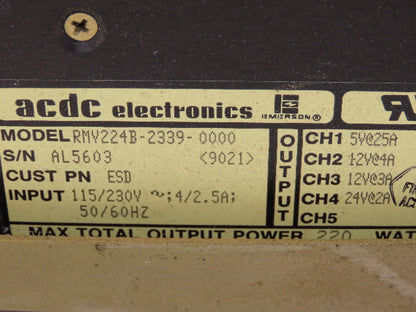 acdc electronics EMERSON®
MODEL RMV224B-2339-0000
S/N AL5603 <9021>
CUST PN ESD
INPUT 115/230V ~;4/2.5A;
50/60HZ
OUTPUT
CH1 5V@25A
CH2 12V@4A
CH3 12V@3A
CH4 24V@2A
CH5
MAX TOTAL OUTPUT POWER 220 WAT